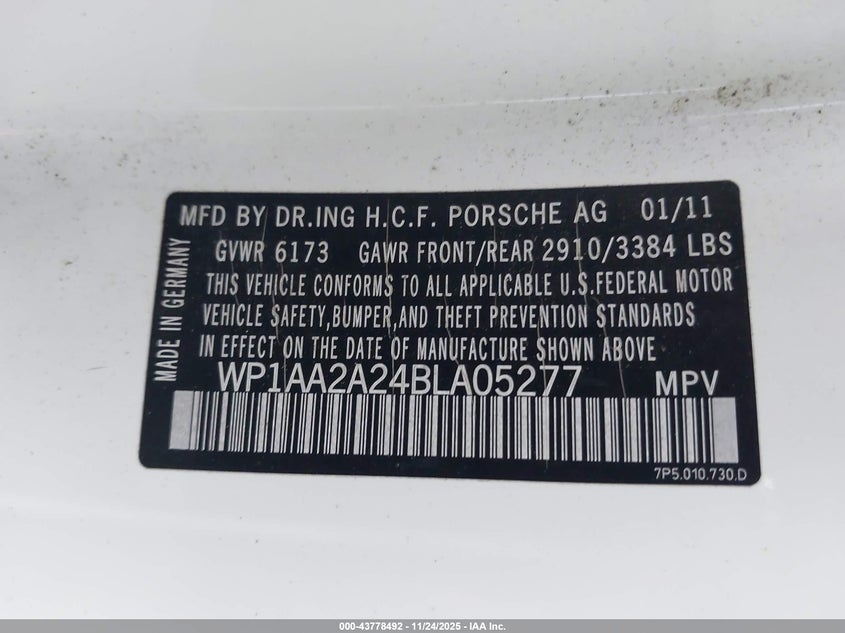 MFD BY DR.ING H.C.F. PORSCHE AG 01/11
GVWR 6173 GAWR FRONT/REAR 2910/3384 LBS
THIS VEHICLE CONFORMS TO ALL APPLICABLE U.S.FEDERAL MOTOR
VEHICLE SAFETY,BUMPER,AND THEFT PREVENTION STANDARDS
IN EFFECT ON THE DATE OF MANUFACTURE SHOWN ABOVE
WP1AA2A24BLA05277 MPV
MADE IN GERMANY
7P5.010.730.D
000-43778492 - 11/24/2025 - IAA Inc.